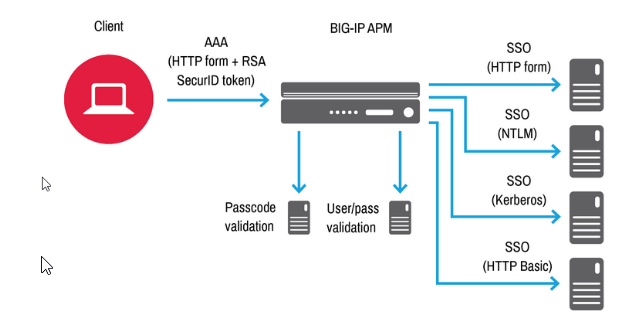 Client
AAA
(HTTP form + RSA
SecurID token)
BIG-IP APM
SSO
(HTTP form)
SSO
(NTLM)
SSO
(Kerberos)
SSO
(HTTP Basic)
Passcode
validation
User/pass
validation